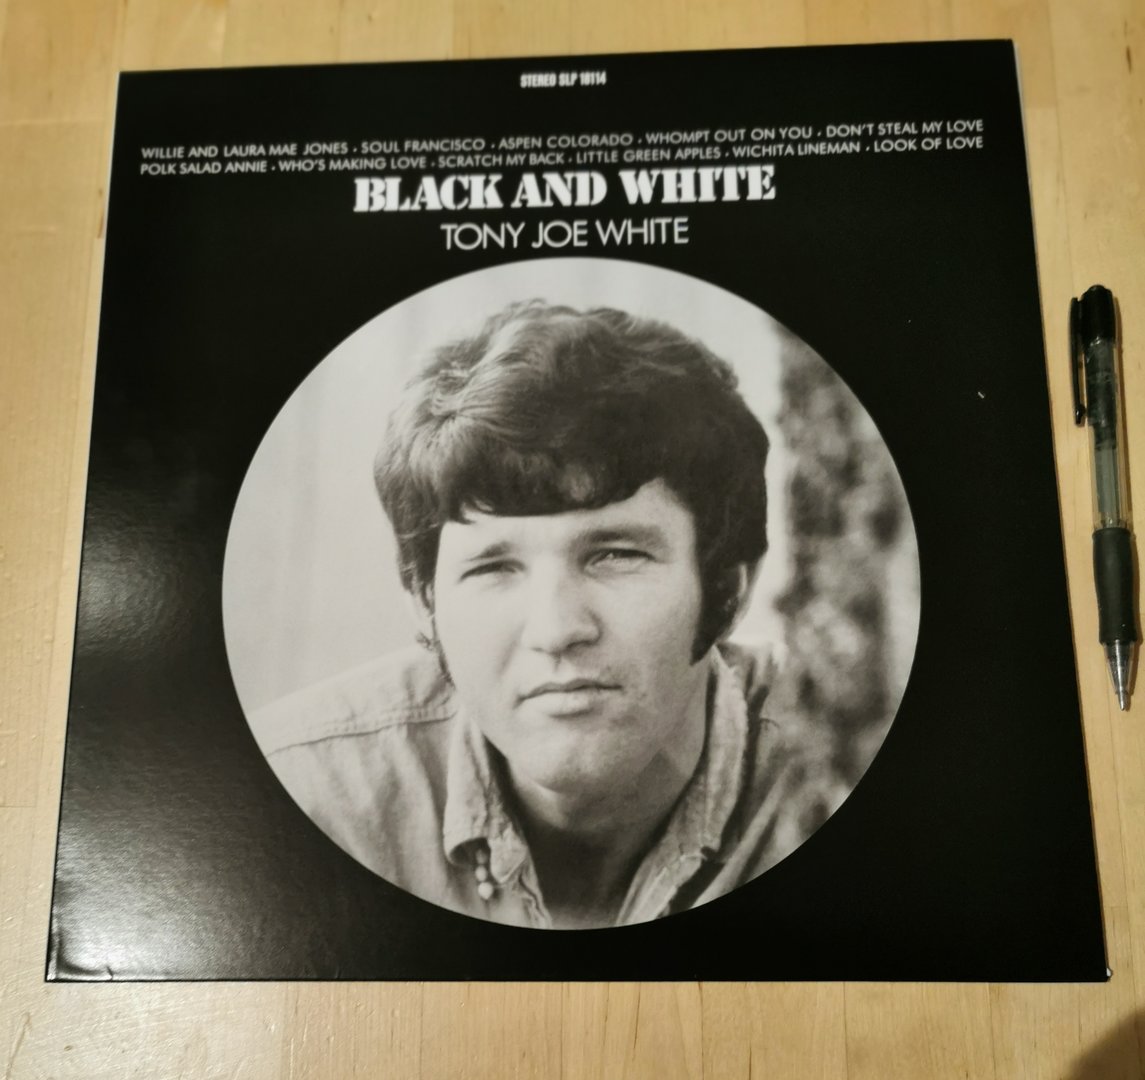 STEREO SLP 18114
WILLIE AND LAURA MAE JONES • SOUL FRANCISCO • ASPEN COLORADO • WHOMPT OUT ON YOU • DON'T STEAL MY LOVE
POLK SALAD ANNIE • WHO'S MAKING LOVE • SCRATCH MY BACK • LITTLE GREEN APPLES • WICHITA LINEMAN • LOOK OF LOVE
BLACK AND WHITE
TONY JOE WHITE